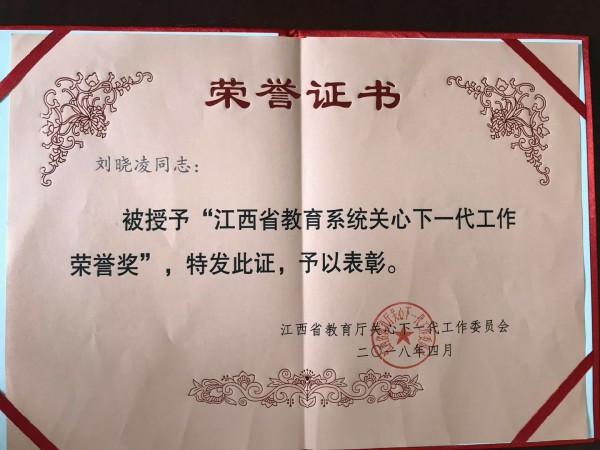 荣誉证书
刘晓凌同志：
被授予“江西省教育系统关心下一代工作
荣誉奖”，特发此证，予以表彰。
江西省教育厅关心下一代工作委员会
二〇一八年四月